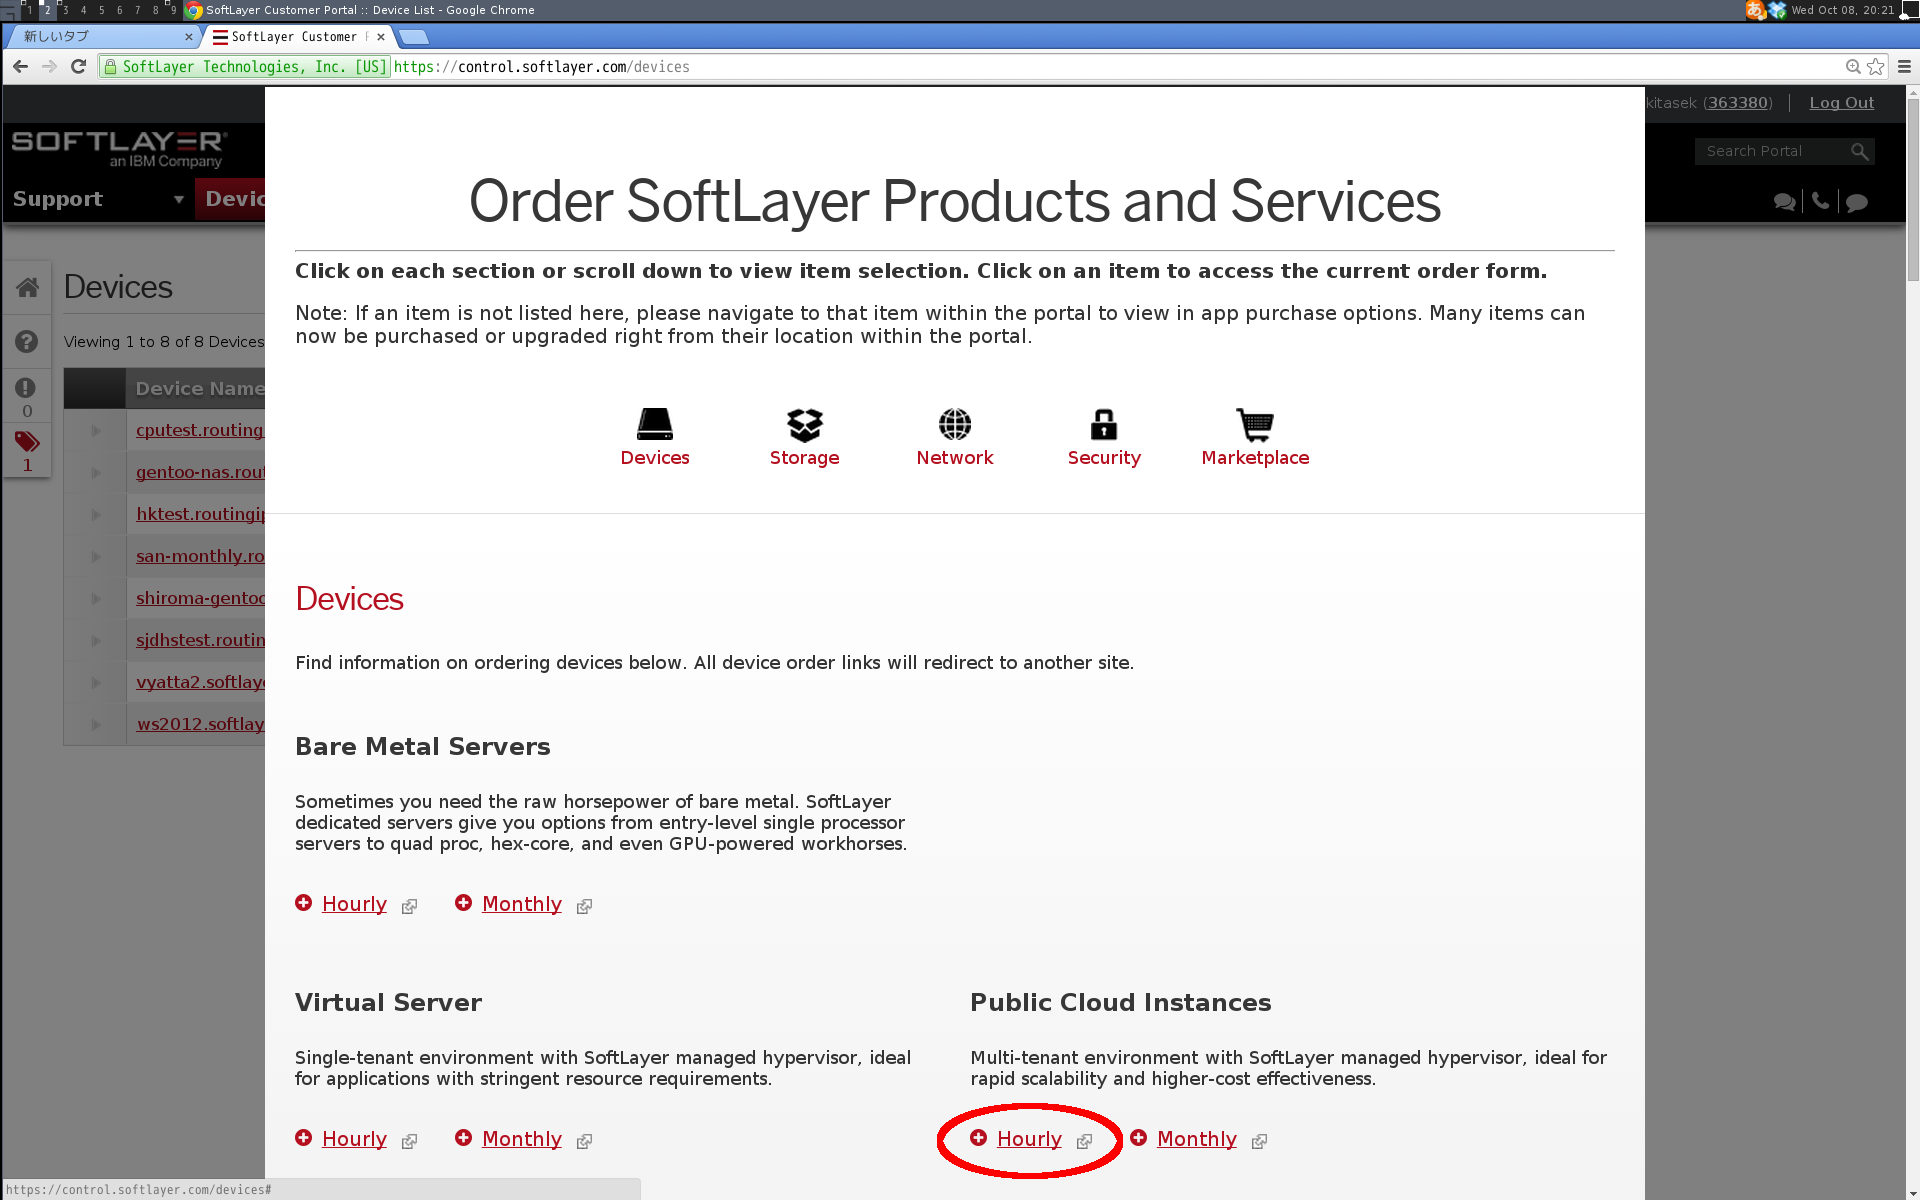 1 2 3 4 5 6 7 8 9 SoftLayer Customer Portal :: Device List - Google Chrome
あ Wed Oct 08, 20:21
新しいタブ
SoftLayer Customer
SoftLayer Technologies, Inc. [US] https://control.softlayer.com/devices
kitasek (363380) Log Out
SOFTLAYER
an IBM Company
Search Portal
Support
Devic
Order SoftLayer Products and Services
Click on each section or scroll down to view item selection. Click on an item to access the current order form.
Note: If an item is not listed here, please navigate to that item within the portal to view in app purchase options. Many items can
now be purchased or upgraded right from their location within the portal.
Devices
Viewing 1 to 8 of 8 Devices
Device Name
0
1
cputest.routing
gentoo-nas.rout
hktest.routingip
san-monthly.ro
shiroma-gentoo
sjdhstest.routin
vyatta2.softlaye
ws2012.softlay
Devices Storage Network Security Marketplace
Devices
Find information on ordering devices below. All device order links will redirect to another site.
Bare Metal Servers
Sometimes you need the raw horsepower of bare metal. SoftLayer
dedicated servers give you options from entry-level single processor
servers to quad proc, hex-core, and even GPU-powered workhorses.
Hourly Monthly
Virtual Server
Single-tenant environment with SoftLayer managed hypervisor, ideal
for applications with stringent resource requirements.
Hourly Monthly
Public Cloud Instances
Multi-tenant environment with SoftLayer managed hypervisor, ideal for
rapid scalability and higher-cost effectiveness.
Hourly Monthly
https://control.softlayer.com/devices#